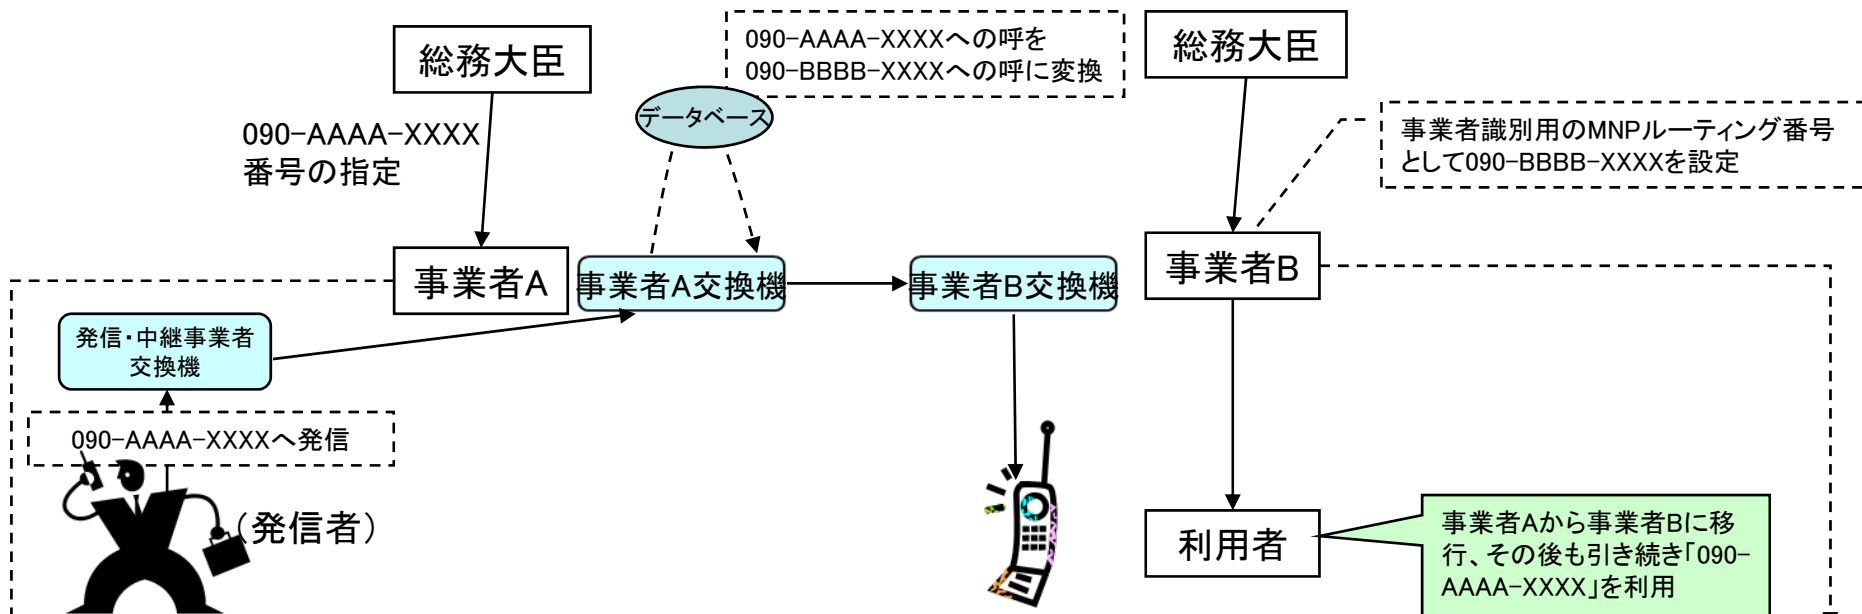 総務大臣
090-AAAA-XXXXへの呼を
090-BBBB-XXXXへの呼に変換
総務大臣
データベース
090-AAAA-XXXX
番号の指定
事業者識別用のMNPルーティング番号
として090-BBBB-XXXXを設定
事業者A
事業者A交換機
事業者B交換機
事業者B
発信・中継事業者
交換機
090-AAAA-XXXXへ発信
(発信者)
利用者
事業者Aから事業者Bに移
行、その後も引き続き「090-
AAAA-XXXX」を利用